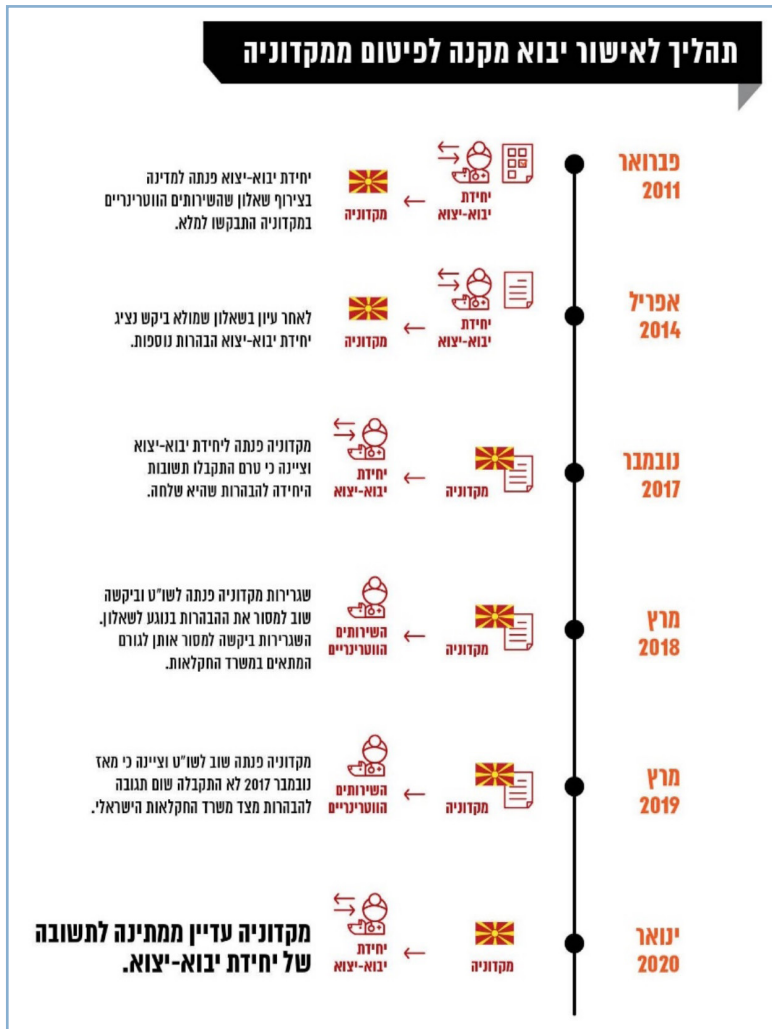 תהליך לאישור יבוא מקנה לפיטום ממקדוניה
פברואר
2011
יחידת
יבוא-יצוא
מקדוניה
יחידת יבוא-יצוא פנתה למדינה
בצירוף שאלון שהשירותים הווטרינריים
במקדוניה התבקשו למלא.
אפריל
2014
יחידת
יבוא-יצוא
מקדוניה
לאחר עיון בשאלון שמולא ביקש נציג
יחידת יבוא-יצוא הבהרות נוספות.
נובמבר
2017
מקדוניה
יחידת
יבוא-יצוא
מקדוניה פנתה ליחידת יבוא-יצוא
וציינה כי טרם התקבלו תשובות
היחידה להבהרות שהיא שלחה.
מרץ
2018
מקדוניה
השירותים
הווטרינריים
שגרירות מקדוניה פנתה לשו"ט וביקשה
שוב למסור את ההבהרות בנוגע לשאלון.
השגרירות ביקשה למסור אותן לגורם
המתאים במשרד החקלאות.
מרץ
2019
מקדוניה
השירותים
הווטרינריים
מקדוניה פנתה שוב לשו"ט וציינה כי מאז
נובמבר 2017 לא התקבלה שום תגובה
להבהרות מצד משרד החקלאות הישראלי.
ינואר
2020
מקדוניה
יחידת
יבוא-יצוא
מקדוניה עדיין ממתינה לתשובה
של יחידת יבוא-יצוא.